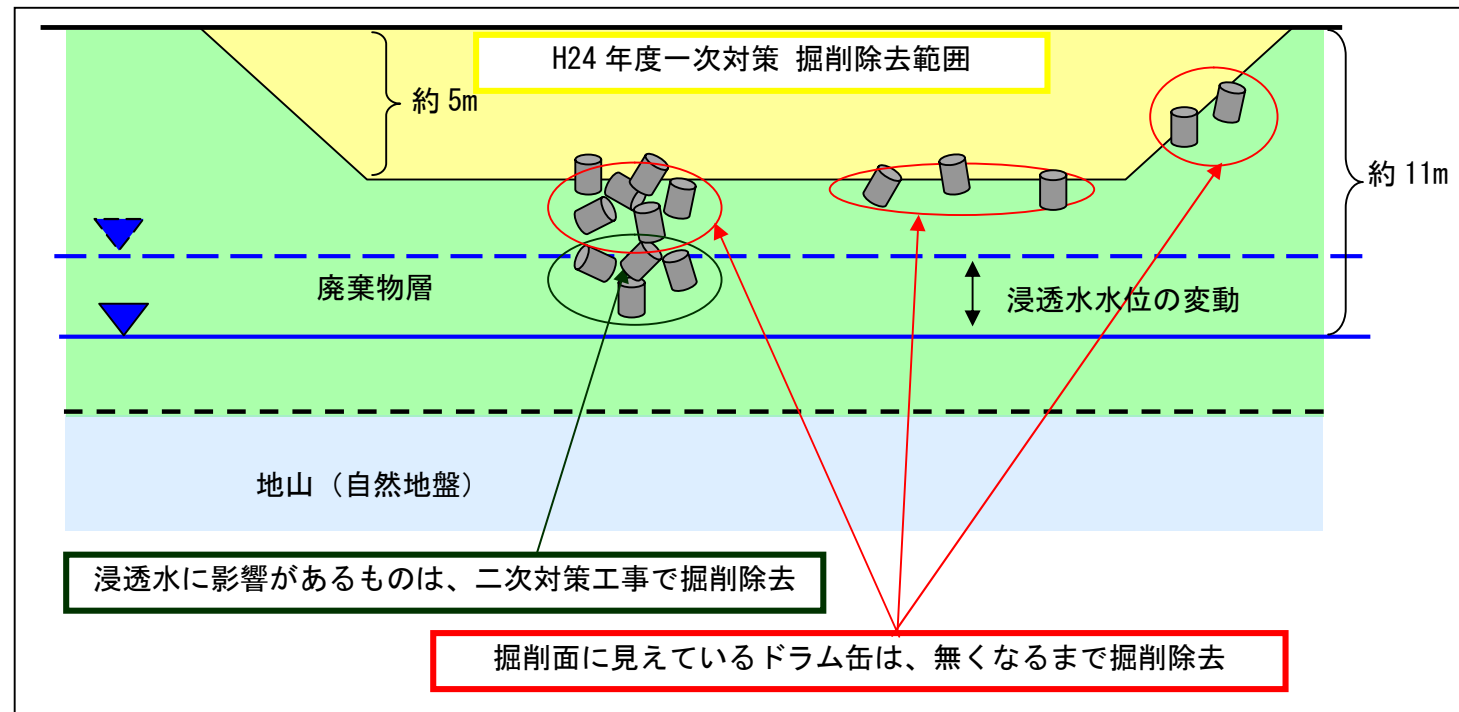 H24 年度一次対策 掘削除去範囲
約 5m
約 11m
廃棄物層
浸透水水位の変動
地山（自然地盤）
浸透水に影響があるものは、二次対策工事で掘削除去
掘削面に見えているドラム缶は、無くなるまで掘削除去